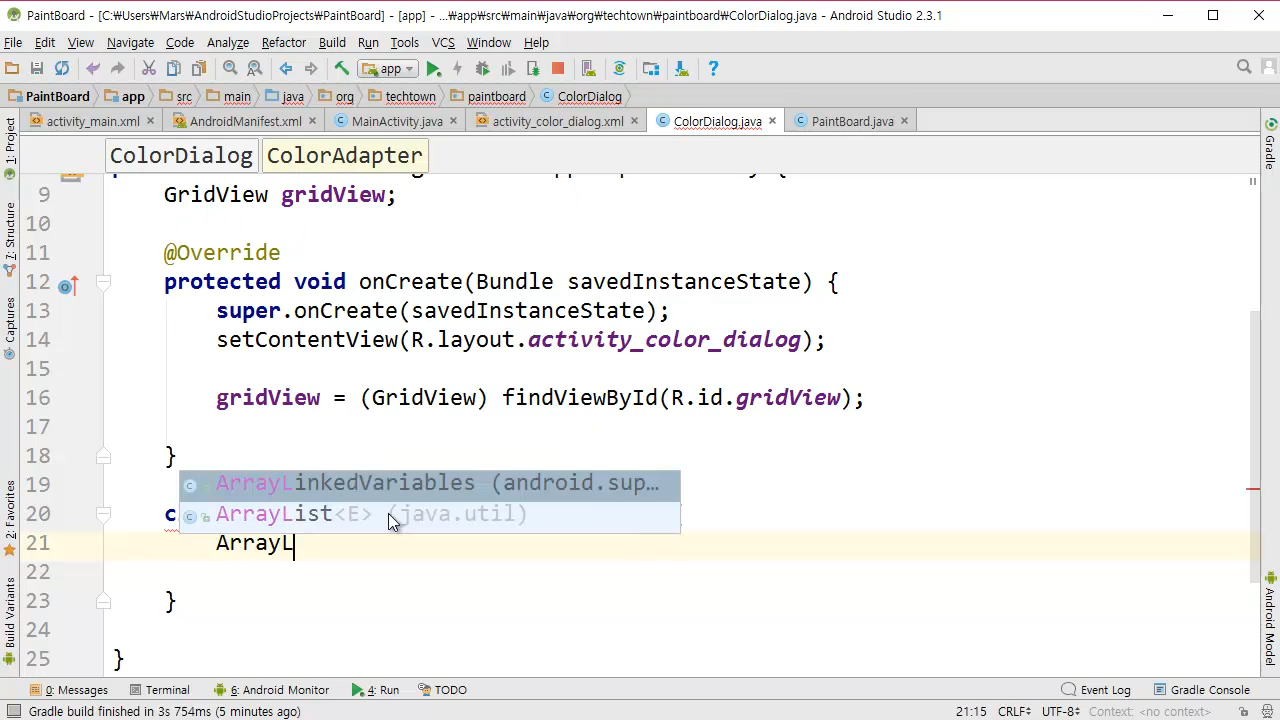 PaintBoard - [C:₩Users₩Mars₩AndroidStudioProjects₩PaintBoard] - [app] - ...₩app₩src₩main₩java₩org₩techtown₩paintboard₩ColorDialog.java - Android Studio 2.3.1
File Edit View Navigate Code Analyze Refactor Build Run Tools VCS Window Help
app
PaintBoard app src main java org techtown paintboard ColorDialog
activity_main.xml AndroidManifest.xml MainActivity.java activity_color_dialog.xml ColorDialog.java PaintBoard.java
ColorDialog ColorAdapter
9 GridView gridView;
10
11 @Override
12 protected void onCreate(Bundle savedInstanceState) {
13 super.onCreate(savedInstanceState);
14 setContentView(R.layout.activity_color_dialog);
15
16 gridView = (GridView) findViewById(R.id.gridView);
17
18 }
19 ArrayLinkedVariables (android.sup...
20 c ArrayList<E> (java.util)
21 ArrayL
22
23 }
24
25 }
1: Project
7: Structure
Captures
2: Favorites
Build Variants
Gradle
Android Model
0: Messages Terminal 6: Android Monitor 4: Run TODO Event Log Gradle Console
Gradle build finished in 3s 754ms (5 minutes ago) 21:15 CRLF UTF-8 Context: <no context>